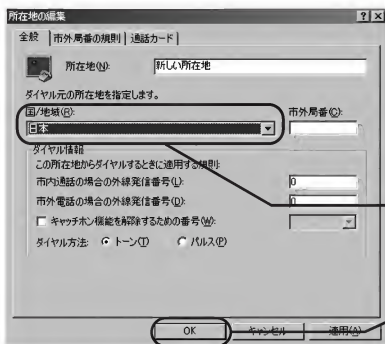 所在地の編集
全般 市外局番の規則 通話カード
所在地(N): 新しい所在地
ダイヤル元の所在地を指定します。
国/地域(R): 市外局番(C):
日本
ダイヤル情報
この所在地からダイヤルするときに適用する規則:
市内通話の場合の外線発信番号(L): 0
市外電話の場合の外線発信番号(D): 0
キャッチホン機能を解除するための番号(W):
ダイヤル方法: トーン(T) パルス(P)
OK キャンセル 適用(A)